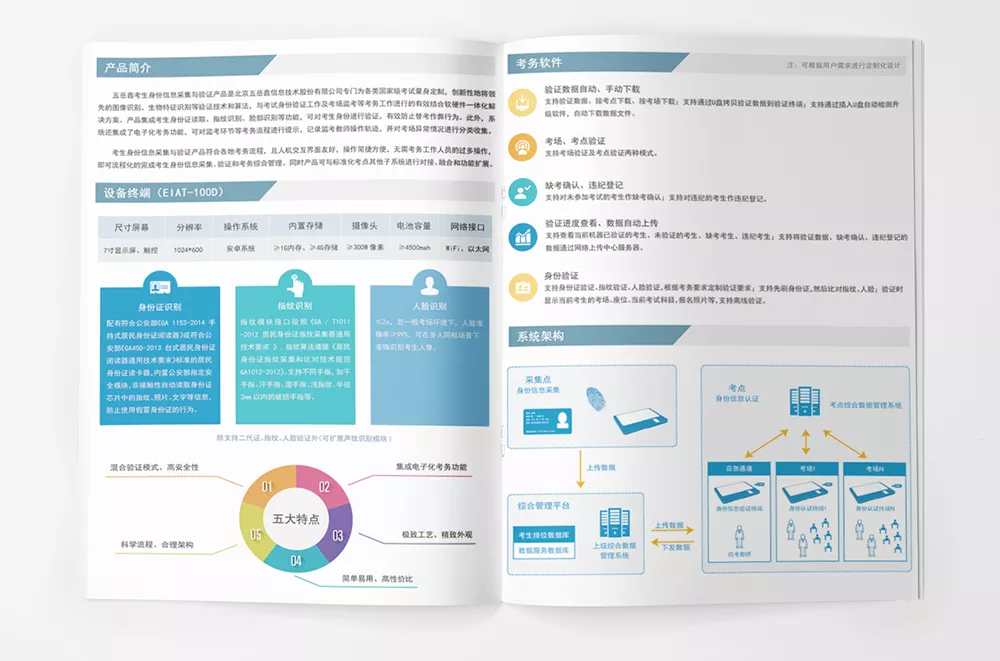 产品简介
五岳鑫考生身份信息采集与验证产品是北京五岳鑫信息技术股份有限公司专门为各类国家级考试量身定制，创新性地将领
先的图像识别、生物特征识别等验证技术和算法，与考试身份验证工作及考场监考等考务工作进行的有效结合软硬件一体化解
决方案。产品集考生身份证读取、指纹识别、脸部识别等功能，可对考生身份进行验证，有效防止替考作弊行为。此外，系
统还集成了电子化考务功能，可对监考环节等考务流程进行提示，记录监考教师操作轨迹，并对考场异常情况进行分类收集。
考生身份信息采集与验证产品符合各地考务流程，且人机交互界面友好，操作简捷方便，无需考务工作人员的过多操作，
即可流程化的完成考生身份信息采集、验证和考务综合管理。同时产品可与标准化考点其他子系统进行对接、融合和功能扩展。
设备终端（EIAT-100D）
尺寸屏幕 分辨率 操作系统 内置存储 摄像头 电池容量 网络接口
7寸显示屏、触控 1024*600 安卓系统 ≥1G内存、≥4G存储 ≥300W 像素 ≥4500mah WiFi、以太网
身份证识别
配有符合公安部《GA 1153-2014 手
持式居民身份证阅读器》或符合公
安部《GA450-2013 台式居民身份证
阅读器通用技术要求》标准的居民
身份证读卡器，内置公安部指定安
全模块，非接触性自动读取身份证
芯片中的指纹、照片、文字等信息，
防止使用假冒身份证的行为。
指纹识别
指纹模块接口按照《GA / T1011
-2012 居民身份证指纹采集器通用
技术要求 》，指纹算法遵循《居民
身份证指纹采集和比对技术规范
GA1012-2012》，支持不同手指，如干
手指、汗手指、湿手指、浅指纹、半径
2mm 以内的破损手指等。
人脸识别
<2s，在一般考场环境下，人脸准
确率≥99%，可在多人同框场景下
准确识别考生人像。
除支持二代证、指纹、人脸验证外（可扩展声纹识别模块）
混合验证模式、高安全性
集成电子化考务功能
01
02
五大特点
05
03
04
科学流程、合理架构
极致工艺、精致外观
简单易用、高性价比
考务软件
注：可根据用户需求进行定制化设计
验证数据自动、手动下载
支持验证数据，按考点下载，按考场下载；支持通过U盘拷贝验证数据到验证终端；支持通过插入U盘自动检测升
级软件，自动下载数据文件。
考场、考点验证
支持考场验证及考点验证两种模式。
缺考确认、违纪登记
支持对未参加考试的考生作缺考确认；支持对违纪的考生作违纪登记。
验证进度查看、数据自动上传
支持查看当前机器已验证的考生、未验证的考生、缺考考生、违纪考生；支持将验证数据、缺考确认、违纪登记的
数据通过网络上传中心服务器。
身份验证
支持身份证验证、指纹验证、人脸验证，根据考务要求定制验证要求；支持先刷身份证，然后比对指纹、人脸；验证时
显示当前考生的考场、座位、当前考试科目，报名照片等，支持离线验证。
系统架构
采集点
身份信息采集
上传数据
综合管理平台
考生排位数据库
数据服务数据库
上级综合数据
管理系统
上传数据
下发数据
考点
身份信息认证
考点综合数据管理系统
应急通道
身份信息验证终端
监考教师
考场1
身份认证终端1
考场N
身份认证终端N